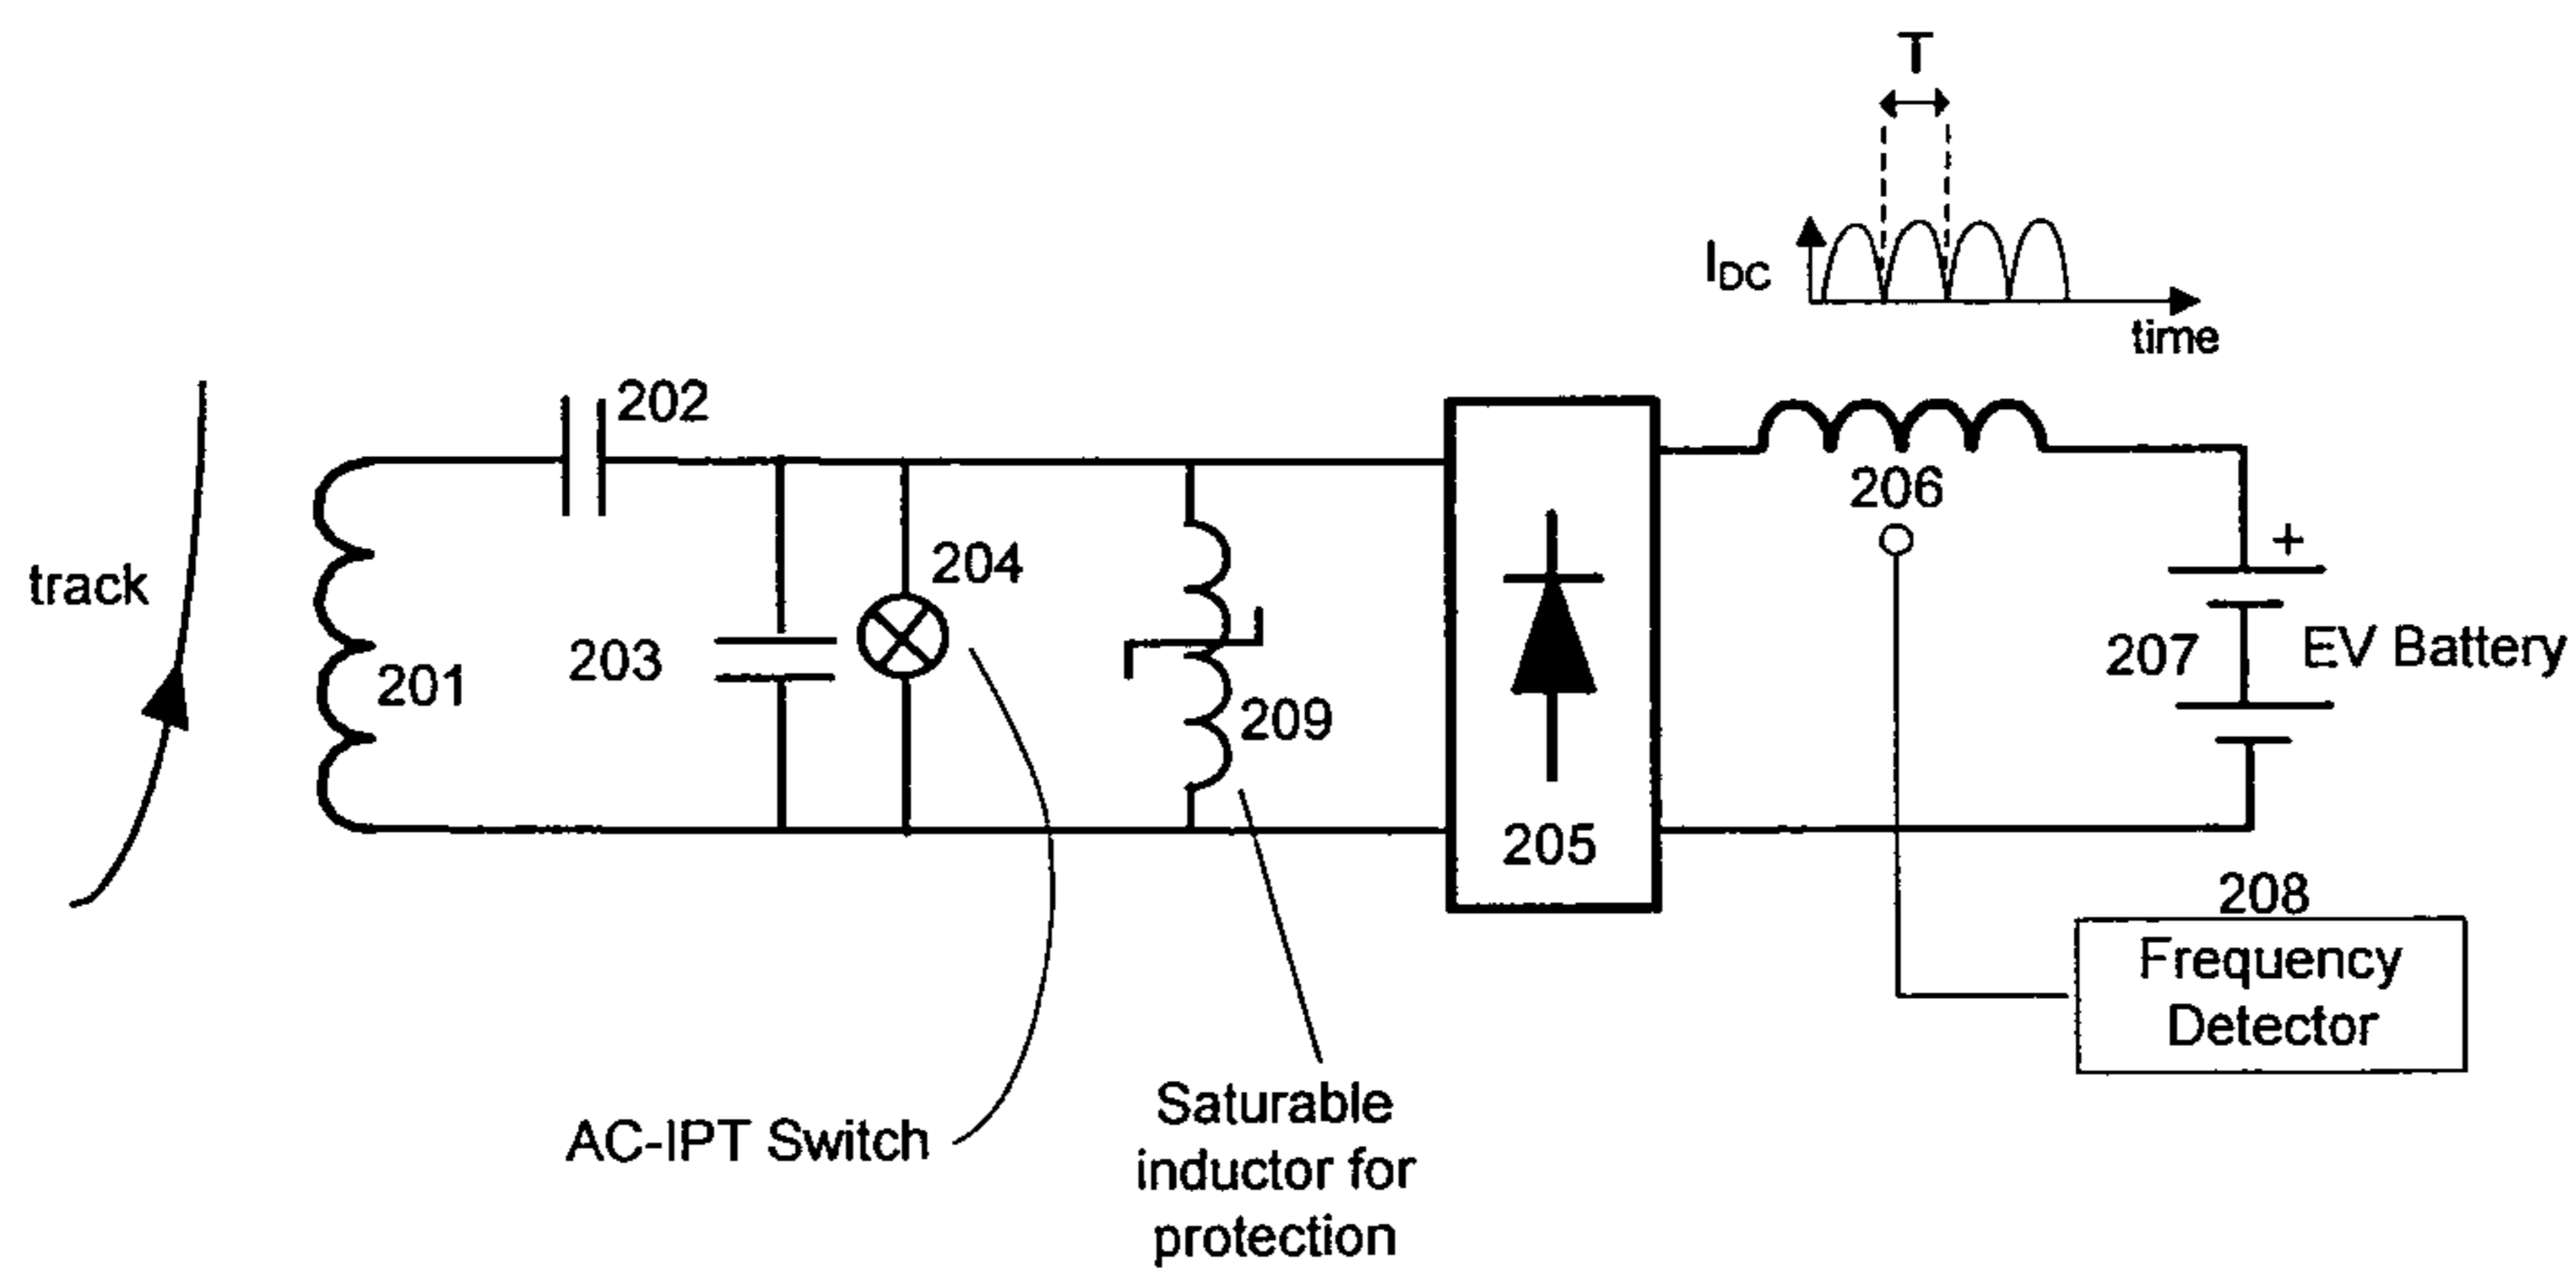 T
I_DC
time
202
206
+
track
201
203
204
209
205
207
EV Battery
208
Frequency
Detector
AC-IPT Switch
Saturable
inductor for
protection